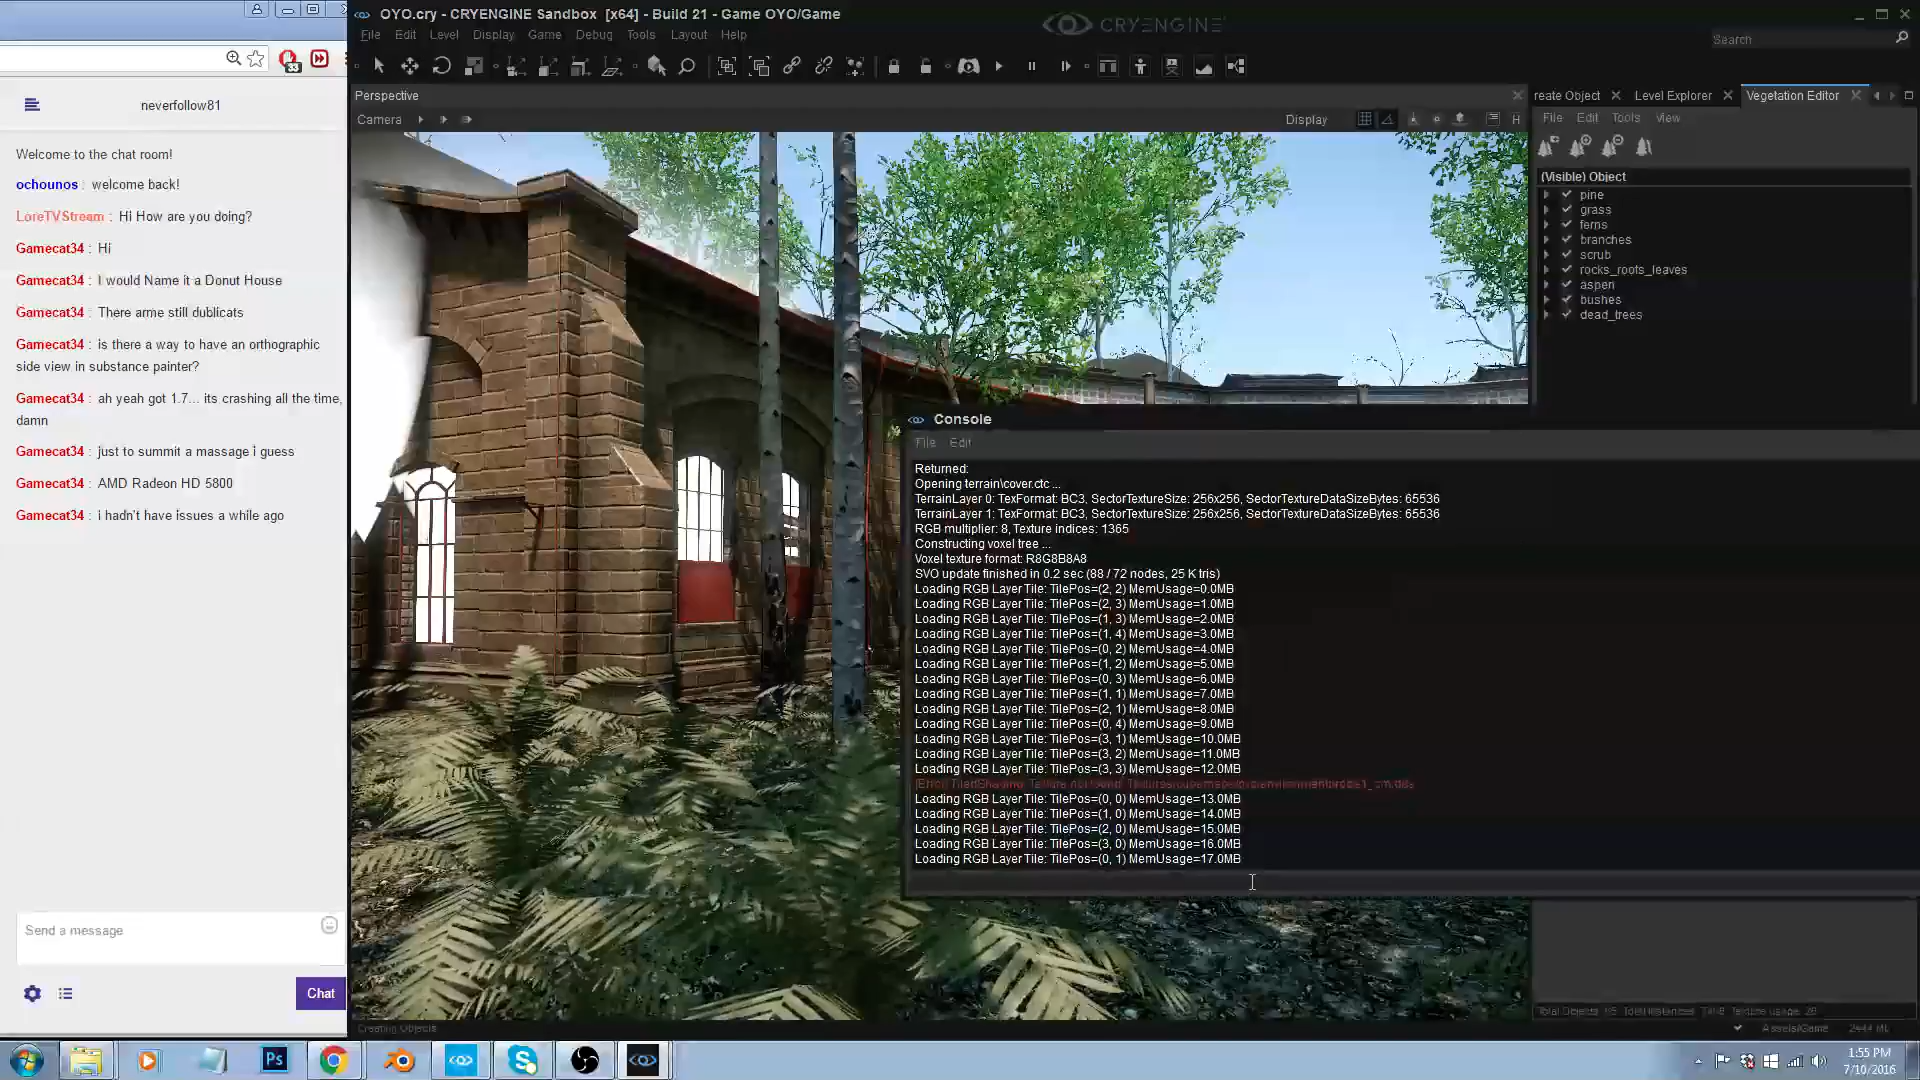 OYO.cry - CRYENGINE Sandbox [x64] - Build 21 - Game OYO/Game
CRYENGINE
File Edit Level Display Game Debug Tools Layout Help
Search
neverfollow81
Welcome to the chat room!
ochounos : welcome back!
LoreTVStream : Hi How are you doing?
Gamecat34 : Hi
Gamecat34 : I would Name it a Donut House
Gamecat34 : There arme still dublicats
Gamecat34 : is there a way to have an orthographic
side view in substance painter?
Gamecat34 : ah yeah got 1.7... its crashing all the time,
damn
Gamecat34 : just to summit a massage i guess
Gamecat34 : AMD Radeon HD 5800
Gamecat34 : i hadn't have issues a while ago
Send a message
Chat
Perspective
Camera
Display
H
reate Object Level Explorer Vegetation Editor
File Edit Tools View
(Visible) Object
pine
grass
ferns
branches
scrub
rocks_roots_leaves
aspen
bushes
dead_trees
Console
File Edit
Returned:
Opening terrain\cover.ctc ...
TerrainLayer 0: TexFormat: BC3, SectorTextureSize: 256x256, SectorTextureDataSizeBytes: 65536
TerrainLayer 1: TexFormat: BC3, SectorTextureSize: 256x256, SectorTextureDataSizeBytes: 65536
RGB multiplier: 8, Texture indices: 1365
Constructing voxel tree ...
Voxel texture format: R8G8B8A8
SVO update finished in 0.2 sec (88 / 72 nodes, 25 K tris)
Loading RGB Layer Tile: TilePos=(2, 2) MemUsage=0.0MB
Loading RGB Layer Tile: TilePos=(2, 3) MemUsage=1.0MB
Loading RGB Layer Tile: TilePos=(1, 3) MemUsage=2.0MB
Loading RGB Layer Tile: TilePos=(1, 4) MemUsage=3.0MB
Loading RGB Layer Tile: TilePos=(0, 2) MemUsage=4.0MB
Loading RGB Layer Tile: TilePos=(1, 2) MemUsage=5.0MB
Loading RGB Layer Tile: TilePos=(0, 3) MemUsage=6.0MB
Loading RGB Layer Tile: TilePos=(1, 1) MemUsage=7.0MB
Loading RGB Layer Tile: TilePos=(2, 1) MemUsage=8.0MB
Loading RGB Layer Tile: TilePos=(0, 4) MemUsage=9.0MB
Loading RGB Layer Tile: TilePos=(3, 1) MemUsage=10.0MB
Loading RGB Layer Tile: TilePos=(3, 2) MemUsage=11.0MB
Loading RGB Layer Tile: TilePos=(3, 3) MemUsage=12.0MB
[Error] TiledShading: Texture not found:
Loading RGB Layer Tile: TilePos=(0, 0) MemUsage=13.0MB
Loading RGB Layer Tile: TilePos=(1, 0) MemUsage=14.0MB
Loading RGB Layer Tile: TilePos=(2, 0) MemUsage=15.0MB
Loading RGB Layer Tile: TilePos=(3, 0) MemUsage=16.0MB
Loading RGB Layer Tile: TilePos=(0, 1) MemUsage=17.0MB
Creating Objects
Assets/Game
Ps
1:55 PM
7/10/2016